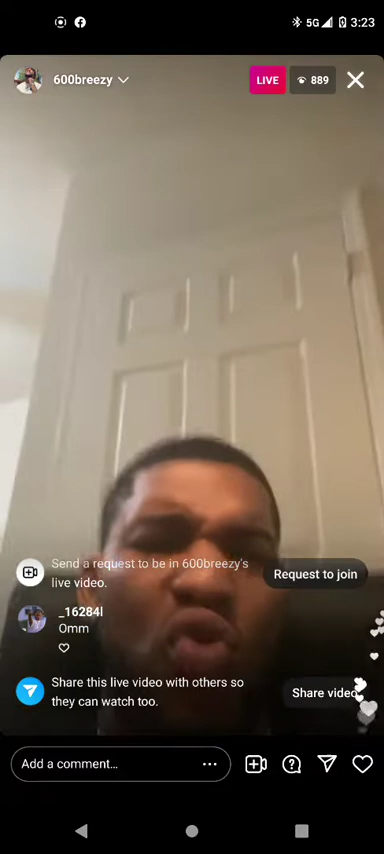 5G 3:23
600breezy LIVE 889
Send a request to be in 600breezy's
live video.
Request to join
_16284l
Omm
Share this live video with others so
they can watch too.
Share video
Add a comment...